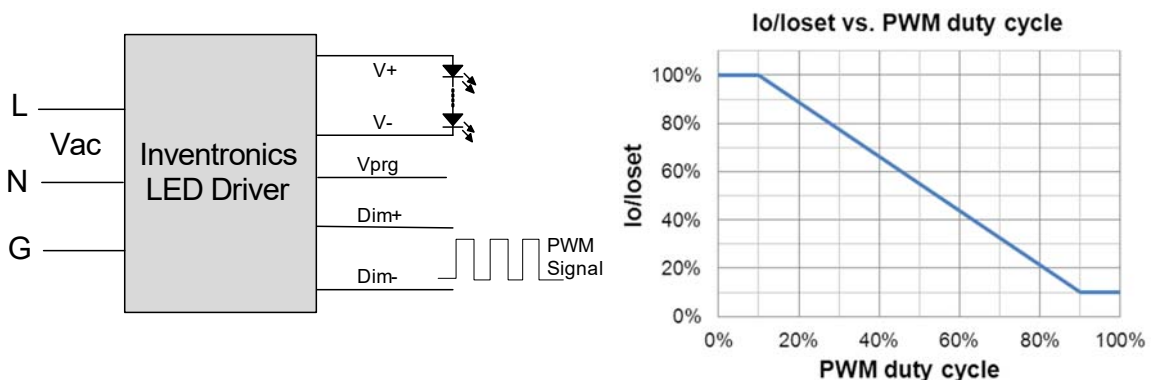 L
Vac
N
G
Inventronics
LED Driver
V+
V-
Vprg
Dim+
Dim-
PWM
Signal
Io/Ioset vs. PWM duty cycle
Io/Ioset
100%
80%
60%
40%
20%
0%
0% 20% 40% 60% 80% 100%
PWM duty cycle